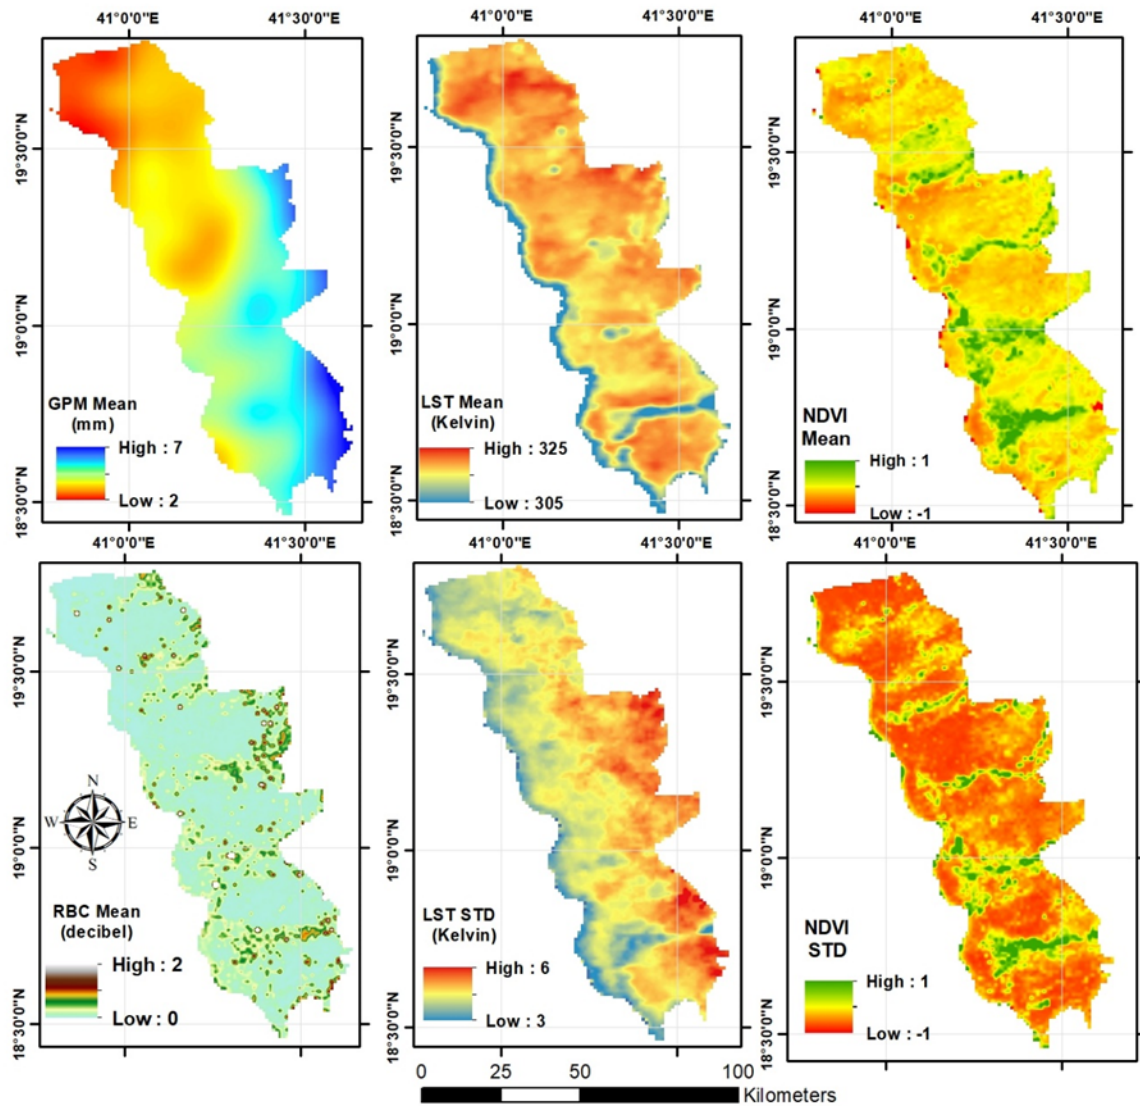 41°0'0"E 41°30'0"E 41°0'0"E 41°30'0"E 41°0'0"E 41°30'0"E
19°30'0"N
19°0'0"N
18°30'0"N
GPM Mean
(mm)
High : 7
Low : 2
19°30'0"N
19°0'0"N
18°30'0"N
LST Mean
(Kelvin)
High : 325
Low : 305
19°30'0"N
19°0'0"N
18°30'0"N
NDVI
Mean
High : 1
Low : -1
41°0'0"E 41°30'0"E 41°0'0"E 41°30'0"E 41°0'0"E 41°30'0"E
19°30'0"N
19°0'0"N
18°30'0"N
N
W E
S
RBC Mean
(decibel)
High : 2
Low : 0
19°30'0"N
19°0'0"N
18°30'0"N
LST STD
(Kelvin)
High : 6
Low : 3
19°30'0"N
19°0'0"N
18°30'0"N
NDVI
STD
High : 1
Low : -1
0 25 50 100
Kilometers